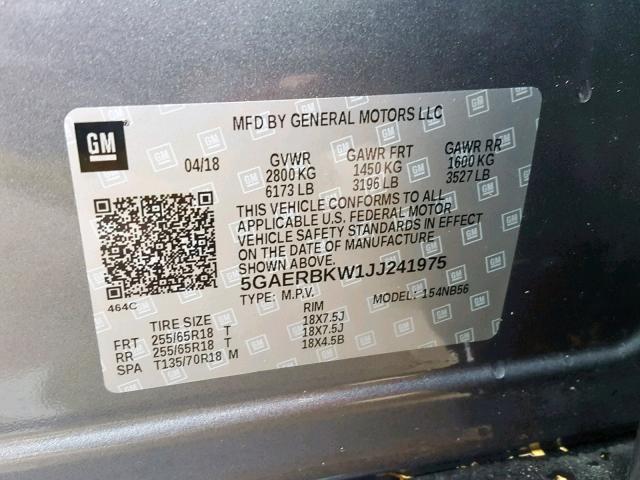 GM
MFD BY GENERAL MOTORS LLC
04/18 GVWR GAWR FRT GAWR RR
2800 KG 1450 KG 1600 KG
6173 LB 3196 LB 3527 LB
THIS VEHICLE CONFORMS TO ALL
APPLICABLE U.S. FEDERAL MOTOR
VEHICLE SAFETY STANDARDS IN EFFECT
ON THE DATE OF MANUFACTURE
SHOWN ABOVE.
5GAERBKW1JJ241975
464C
TYPE: M.P.V. MODEL: 154NB56
TIRE SIZE RIM
FRT 255/65R18 T 18X7.5J
RR 255/65R18 T 18X7.5J
SPA T135/70R18 M 18X4.5B